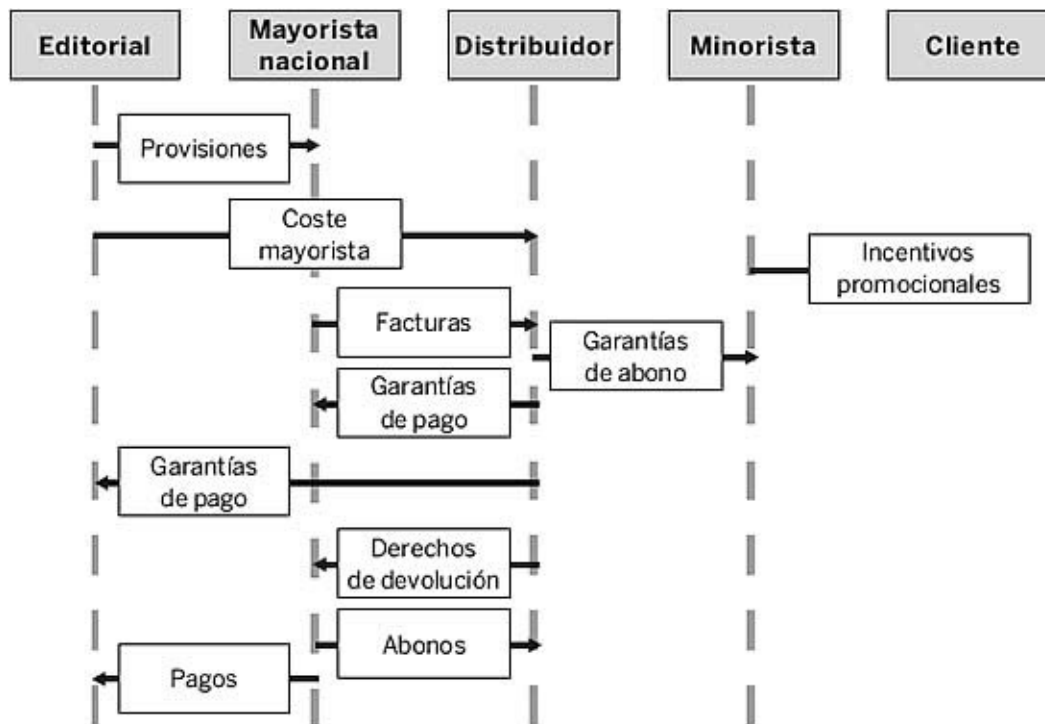 Editorial
Mayorista
nacional
Distribuidor
Minorista
Cliente
Provisiones
Coste
mayorista
Incentivos
promocionales
Facturas
Garantías
de abono
Garantías
de pago
Garantías
de pago
Derechos
de devolución
Abonos
Pagos